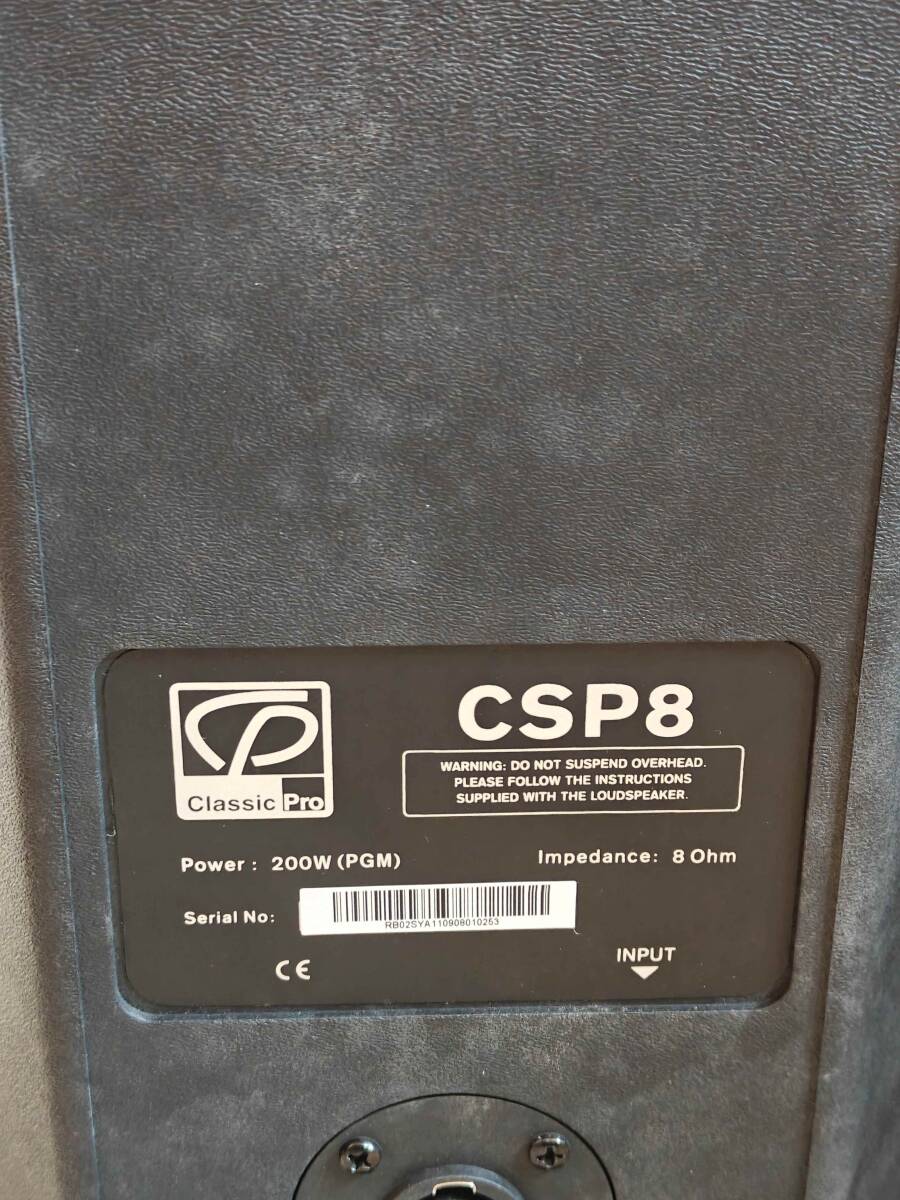 CP
Classic Pro
CSP8
WARNING: DO NOT SUSPEND OVERHEAD.
PLEASE FOLLOW THE INSTRUCTIONS
SUPPLIED WITH THE LOUDSPEAKER.
Power : 200W (PGM)
Impedance: 8 Ohm
Serial No:
RB02SYA110908010253
CE
INPUT